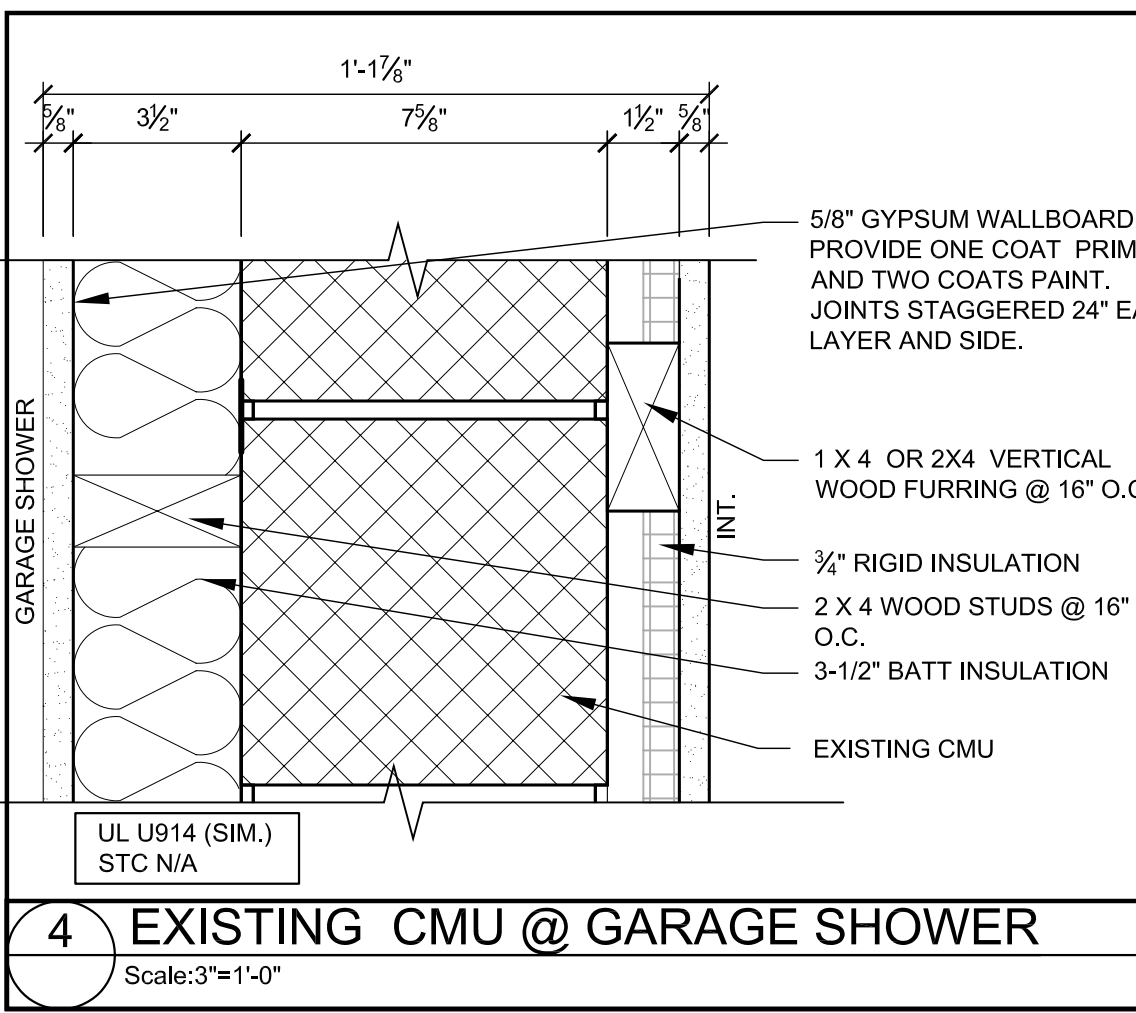 1'-1⅞"
⅝" 3½" 7⅝" 1½" ⅝"
5/8" GYPSUM WALLBOARD
PROVIDE ONE COAT PRIM
AND TWO COATS PAINT.
JOINTS STAGGERED 24" EA
LAYER AND SIDE.
GARAGE SHOWER
INT.
1 X 4 OR 2X4 VERTICAL
WOOD FURRING @ 16" O.C
¾" RIGID INSULATION
2 X 4 WOOD STUDS @ 16"
O.C.
3-1/2" BATT INSULATION
EXISTING CMU
UL U914 (SIM.)
STC N/A
4 EXISTING CMU @ GARAGE SHOWER
Scale:3"=1'-0"